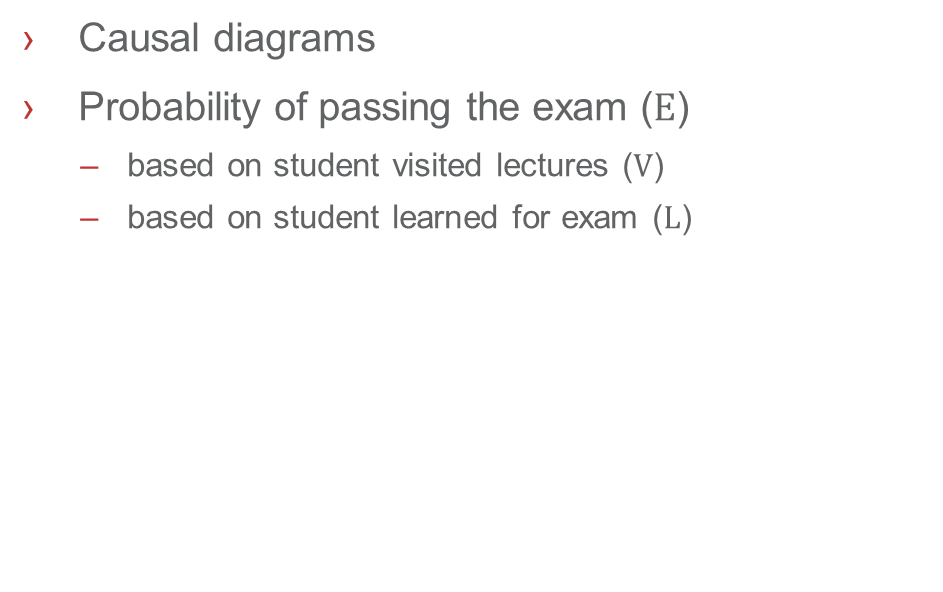 › Causal diagrams
› Probability of passing the exam (E)
– based on student visited lectures (V)
– based on student learned for exam (L)